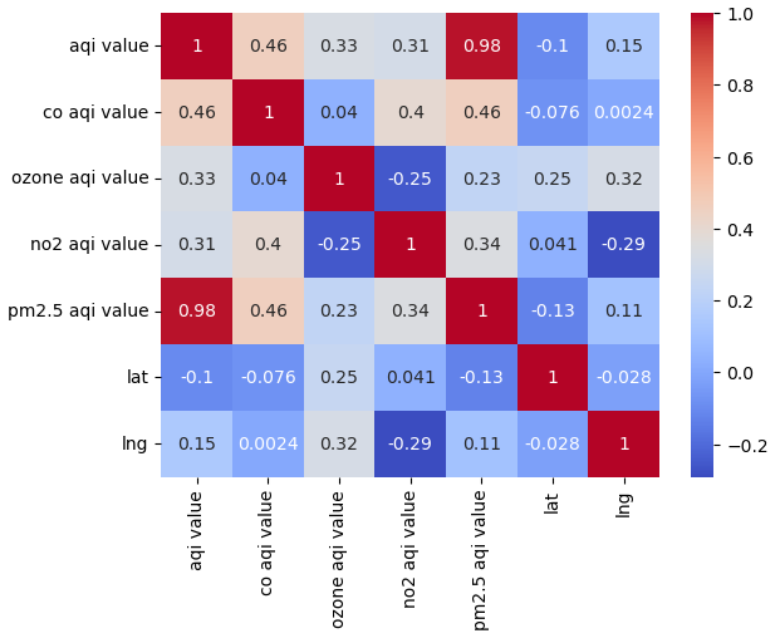 aqi value 1 0.46 0.33 0.31 0.98 -0.1 0.15
co aqi value 0.46 1 0.04 0.4 0.46 -0.076 0.0024
ozone aqi value 0.33 0.04 1 -0.25 0.23 0.25 0.32
no2 aqi value 0.31 0.4 -0.25 1 0.34 0.041 -0.29
pm2.5 aqi value 0.98 0.46 0.23 0.34 1 -0.13 0.11
lat -0.1 -0.076 0.25 0.041 -0.13 1 -0.028
lng 0.15 0.0024 0.32 -0.29 0.11 -0.028 1
aqi value
co aqi value
ozone aqi value
no2 aqi value
pm2.5 aqi value
lat
lng
1.0
0.8
0.6
0.4
0.2
0.0
−0.2